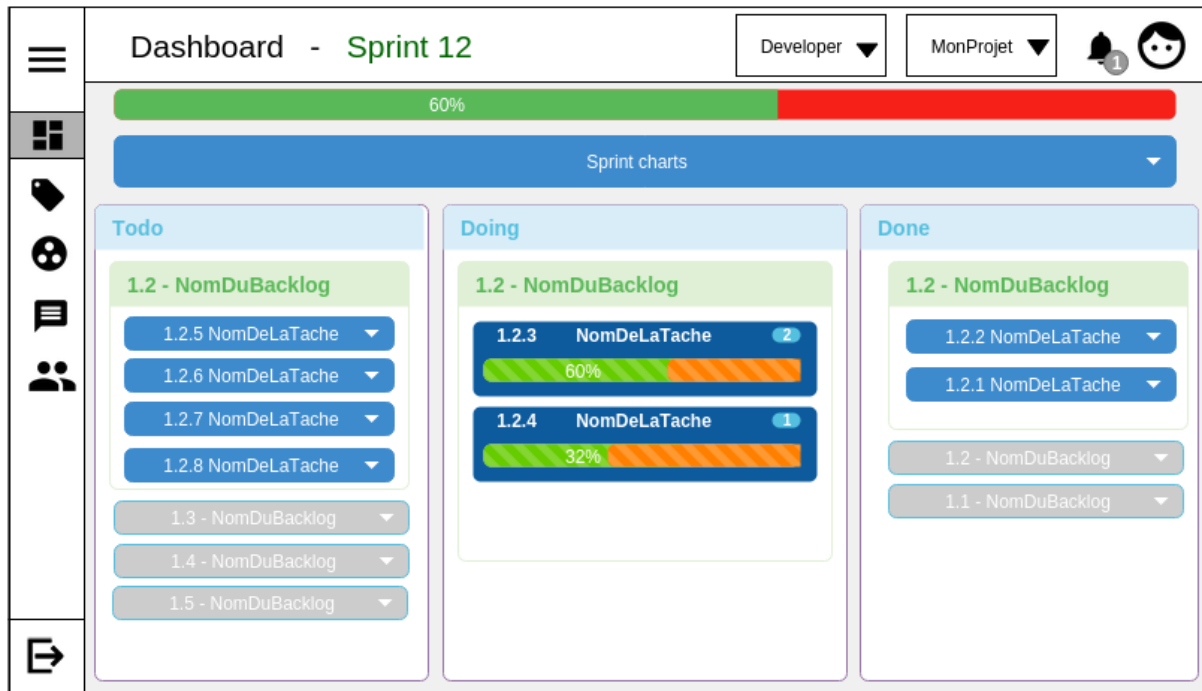 Dashboard - Sprint 12
Developer
MonProjet
1
60%
Sprint charts
Todo
1.2 - NomDuBacklog
1.2.5 NomDeLaTache
1.2.6 NomDeLaTache
1.2.7 NomDeLaTache
1.2.8 NomDeLaTache
1.3 - NomDuBacklog
1.4 - NomDuBacklog
1.5 - NomDuBacklog
Doing
1.2 - NomDuBacklog
1.2.3 NomDeLaTache 2
60%
1.2.4 NomDeLaTache 1
32%
Done
1.2 - NomDuBacklog
1.2.2 NomDeLaTache
1.2.1 NomDeLaTache
1.2 - NomDuBacklog
1.1 - NomDuBacklog